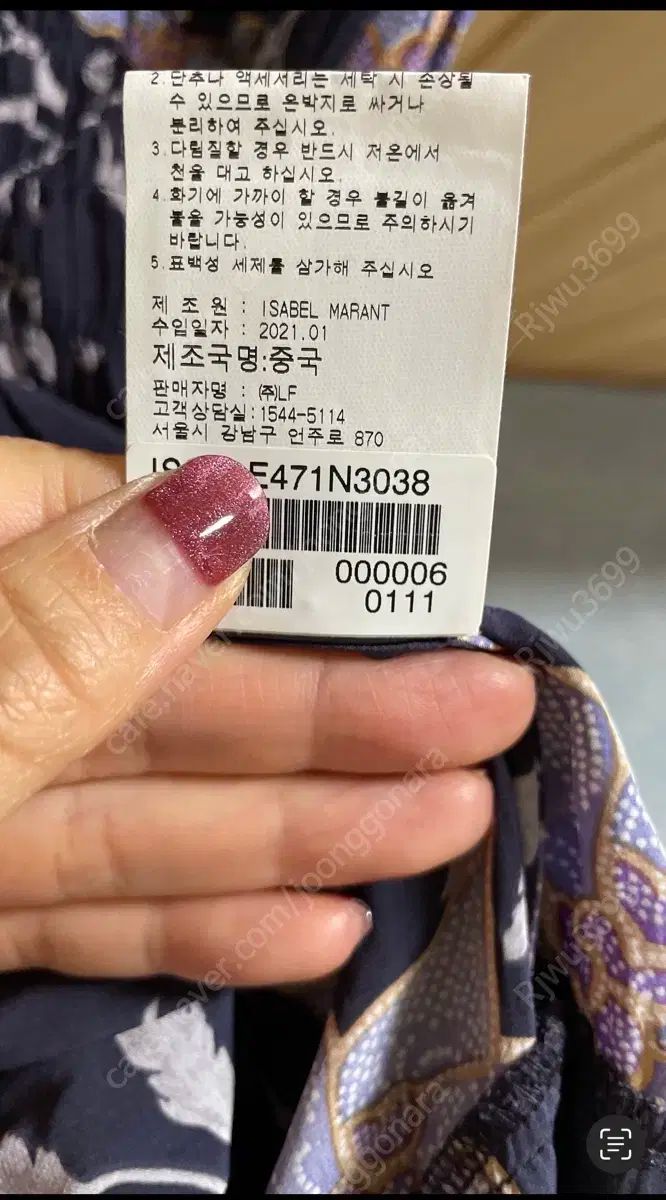 2.단추나 액세서리는 세탁 시 손상될
수 있으므로 은박지로 싸거나
분리하여 주십시오.
3.다림질할 경우 반드시 저온에서
천을 대고 하십시오.
4.화기에 가까이 할 경우 불길이 옮겨
붙을 가능성이 있으므로 주의하시기
바랍니다.
5.표백성 세제를 삼가해 주십시오
제 조 원 : ISABEL MARANT
수입일자 : 2021.01
제조국명:중국
판매자명 : ㈜LF
고객상담실:1544-5114
서울시 강남구 언주로 870
E471N3038
000006
0111
Rjwu3699
Rjwu3699
cafe.naver.com/joonggonara
Rjwu3699